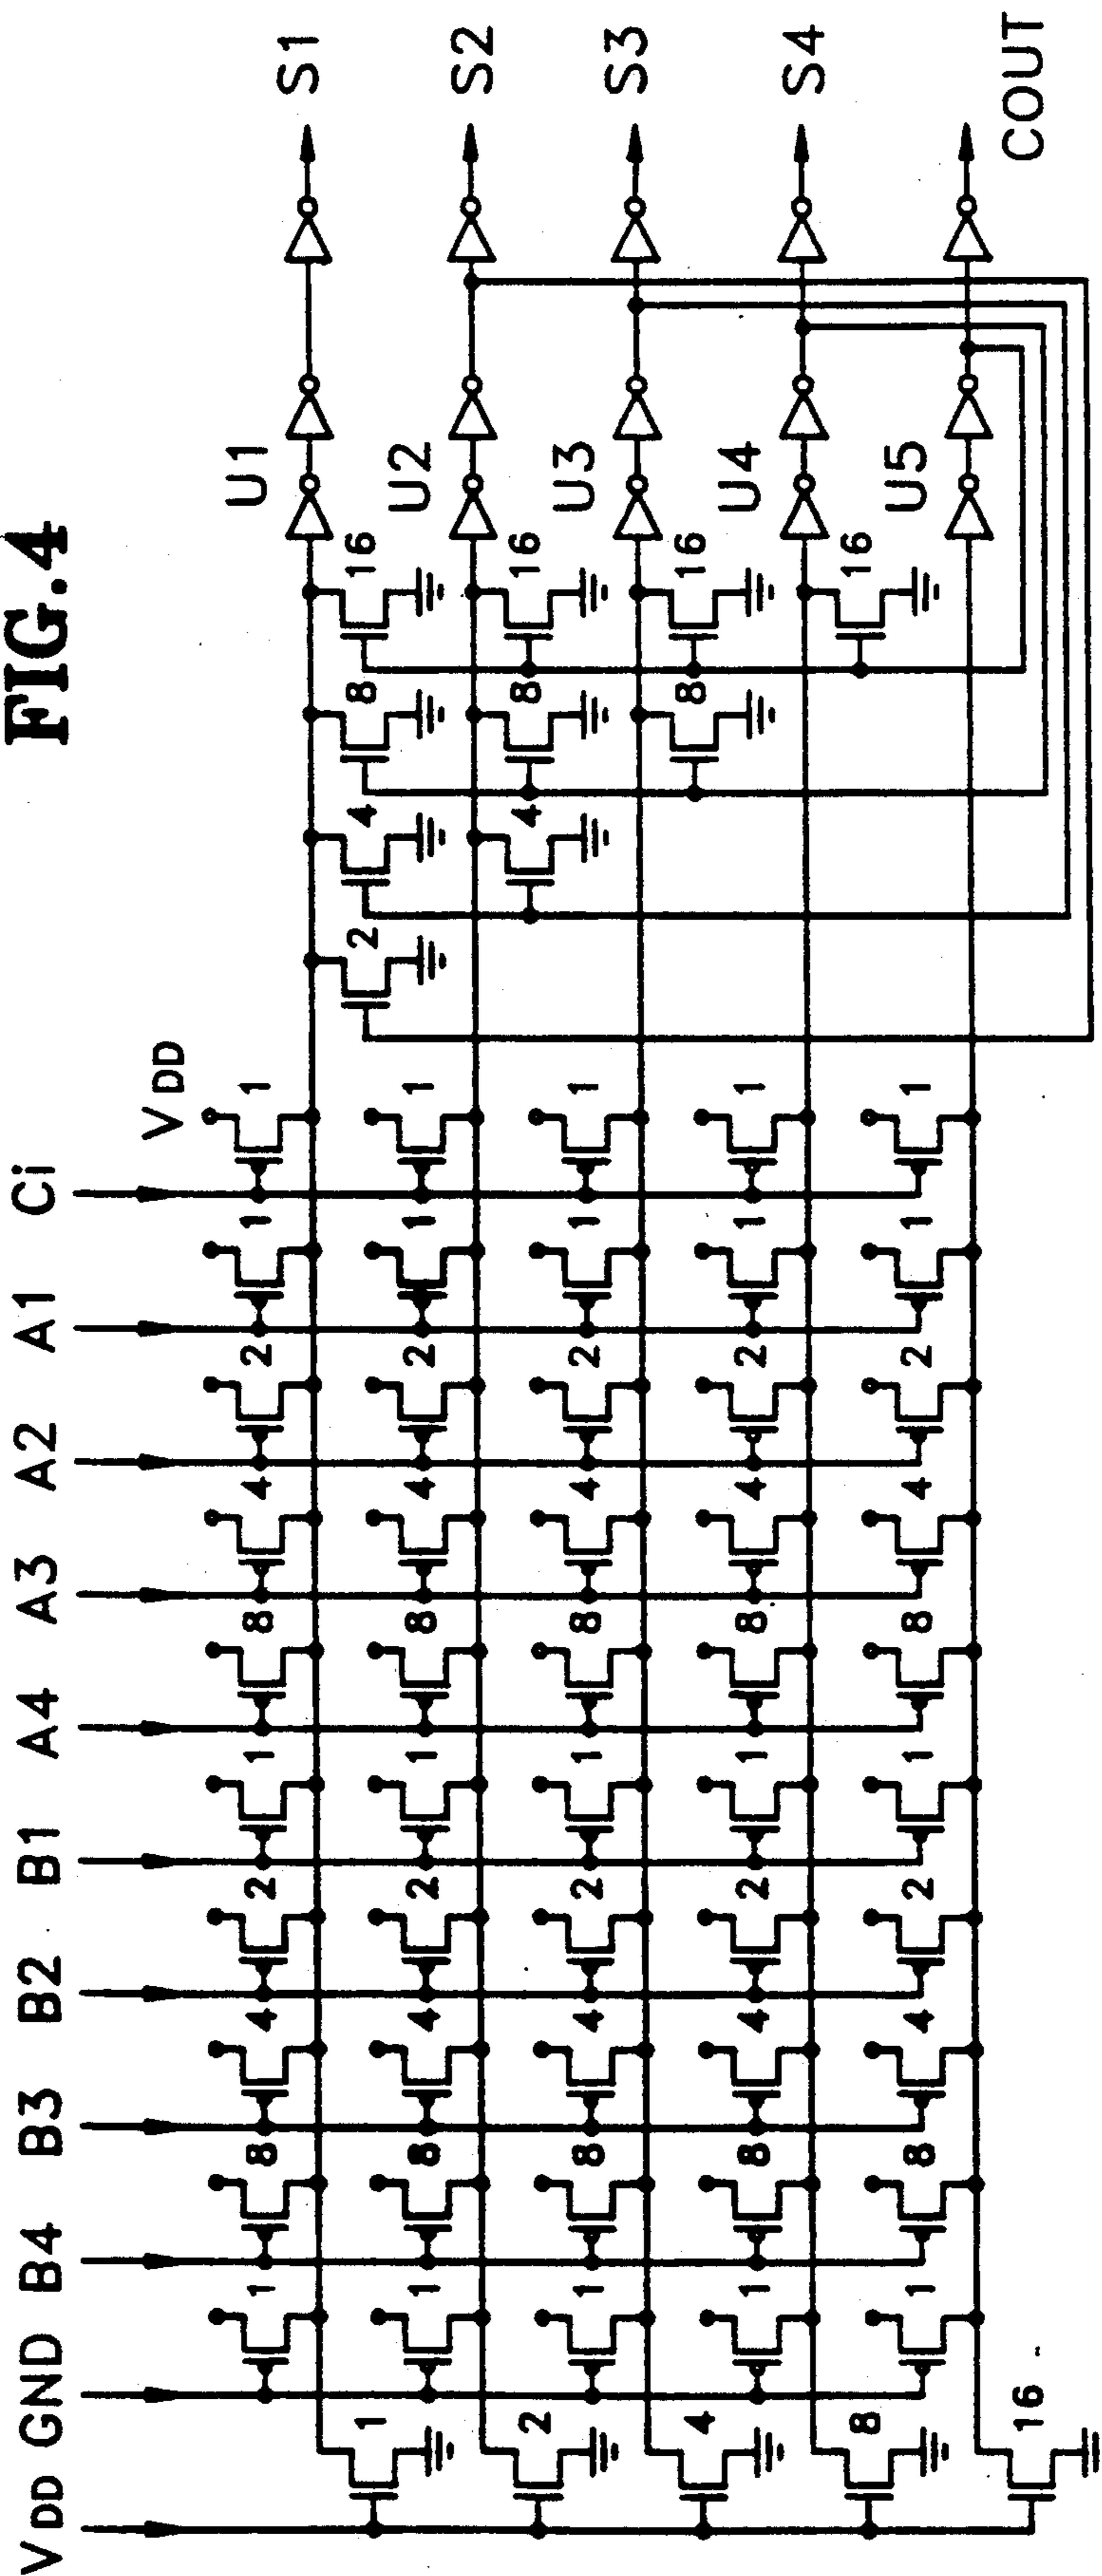 FIG.4
VDD GND B4 B3 B2 B1 A4 A3 A2 A1 Ci
VDD
1 8 4 2 1 8 4 2 1 1 U1 S1
1 2 4 8 16
1 8 4 2 1 8 4 2 1 1 U2 S2
2 4 8 16
1 8 4 2 1 8 4 2 1 1 U3 S3
4 8 16
1 8 4 2 1 8 4 2 1 1 U4 S4
8 16
1 8 4 2 1 8 4 2 1 1 U5 COUT
16